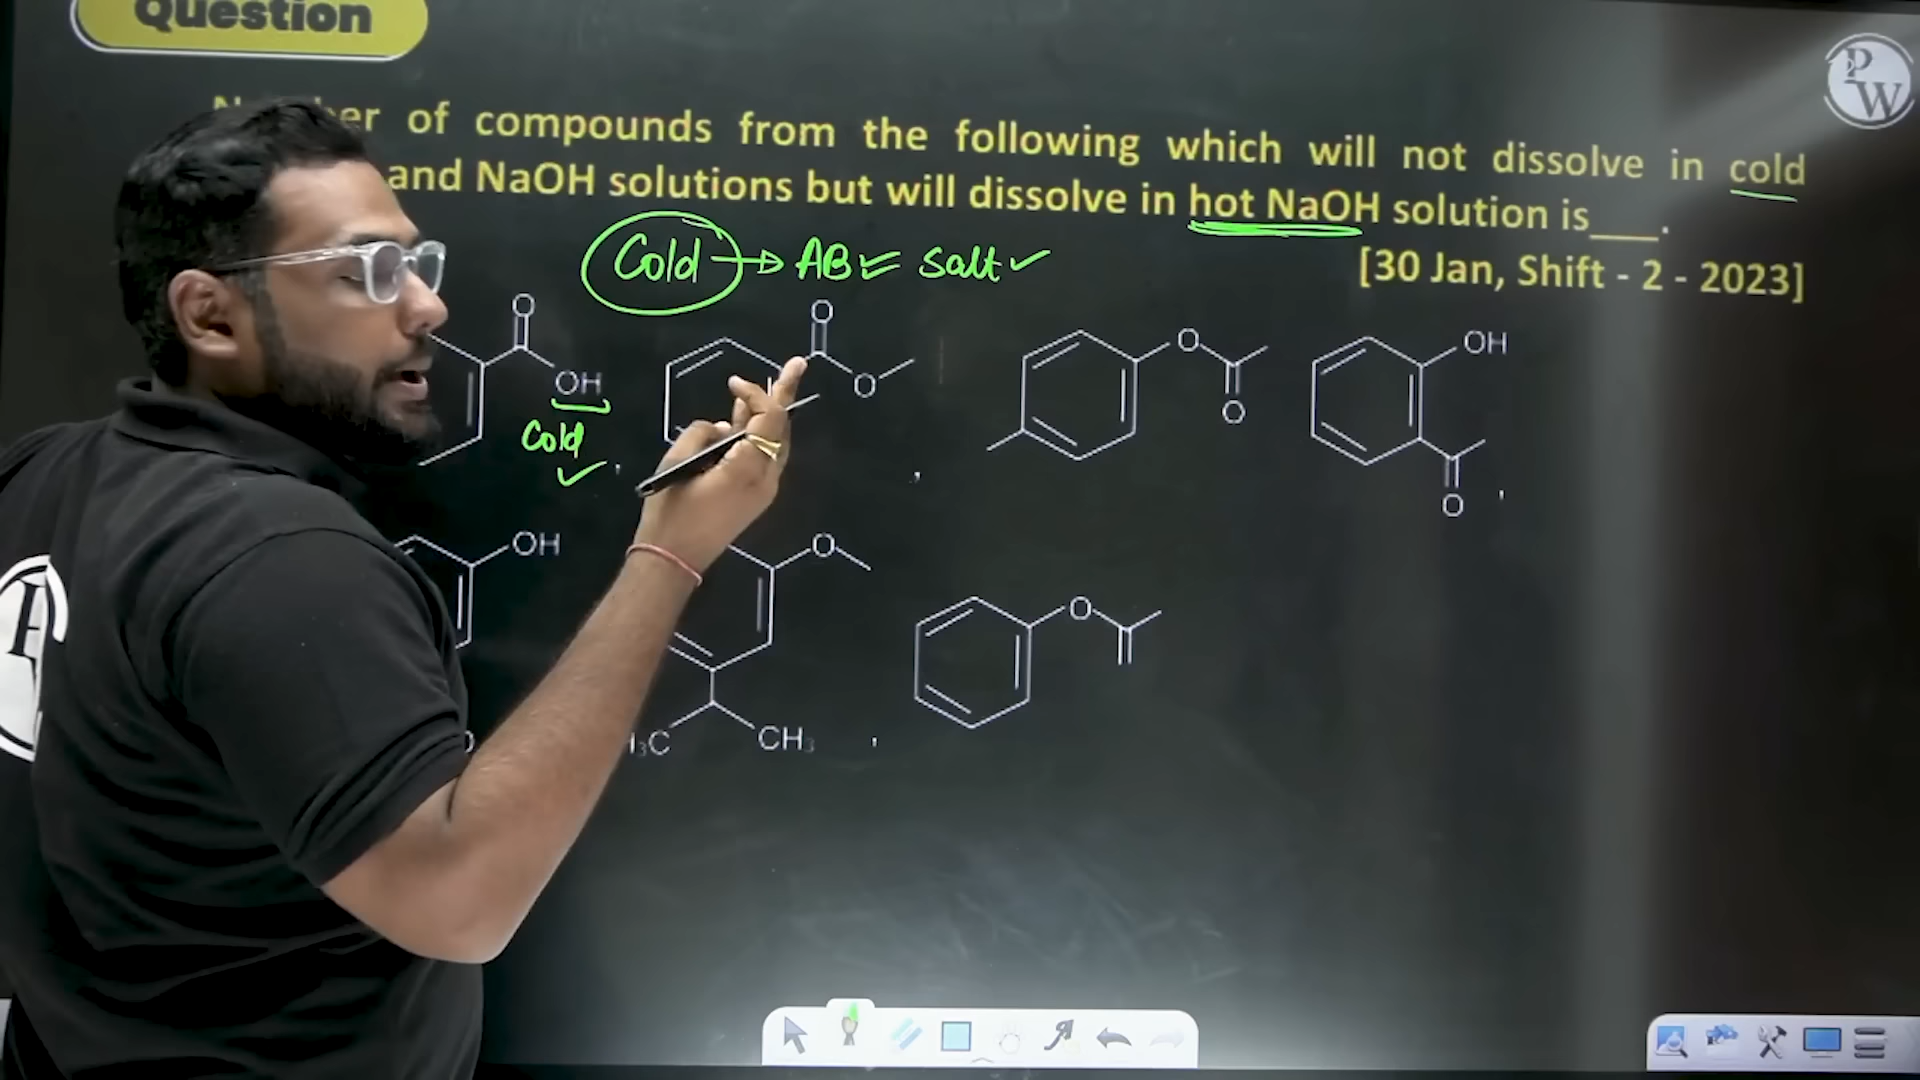 Question
PW
of compounds from the following which will not dissolve in cold
and NaOH solutions but will dissolve in hot NaOH solution is___.
Cold → AB salt
[30 Jan, Shift - 2 - 2023]
O O O OH
OH O O
Cold
, , O ,
OH O O
H₃C CH₃ ,